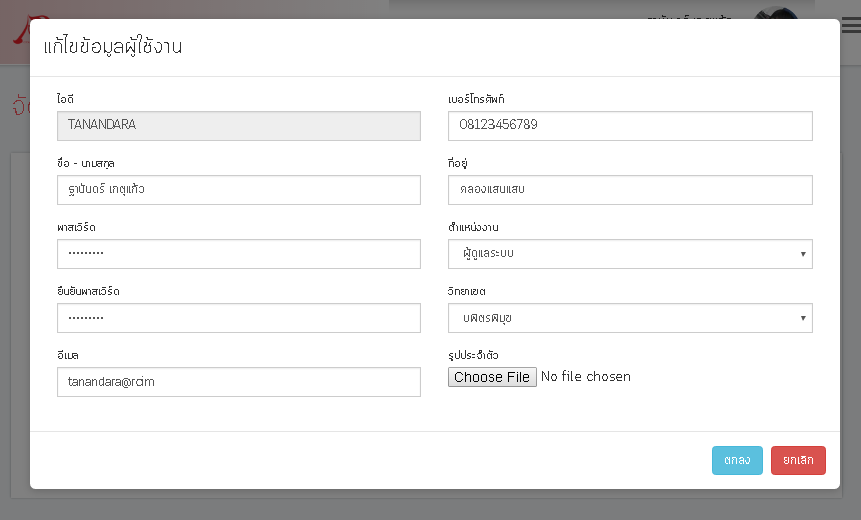 แก้ไขข้อมูลผู้ใช้งาน
ไอดี
TANANDARA
ชื่อ - นามสกุล
ฐานันดร์ เกตุแก้ว
พาสเวิร์ด
•••••••••
ยืนยันพาสเวิร์ด
•••••••••
อีเมล
tanandara@rcim
เบอร์โทรศัพท์
08123456789
ที่อยู่
คลองแสนแสบ
ตำแหน่งงาน
ผู้ดูแลระบบ
วิทยาเขต
บพิตรพิมุข
รูปประจำตัว
Choose File No file chosen
ตกลง
ยกเลิก